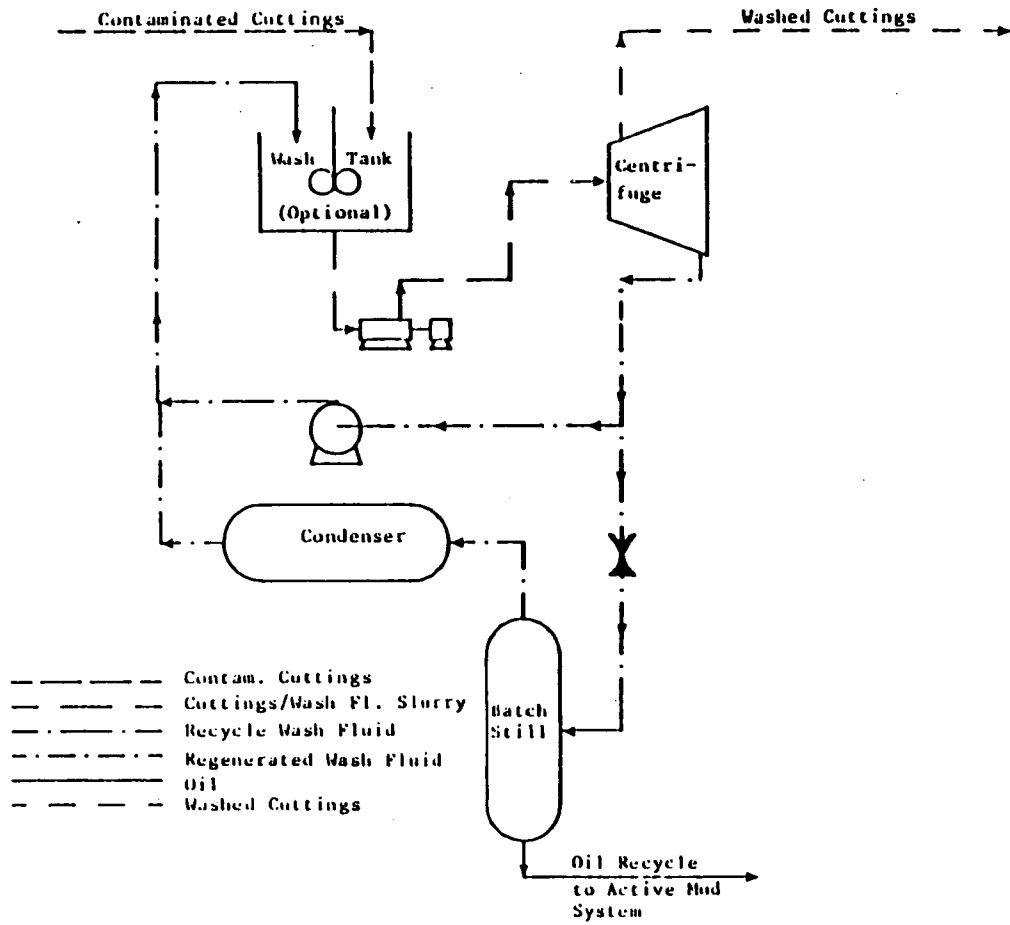 Contaminated Cuttings
Washed Cuttings
Wash Tank
(Optional)
Centri-
fuge
Condenser
Batch
Still
Contam. Cuttings
Cuttings/Wash Fl. Slurry
Recycle Wash Fluid
Regenerated Wash Fluid
Oil
Washed Cuttings
Oil Recycle
to Active Mud
System